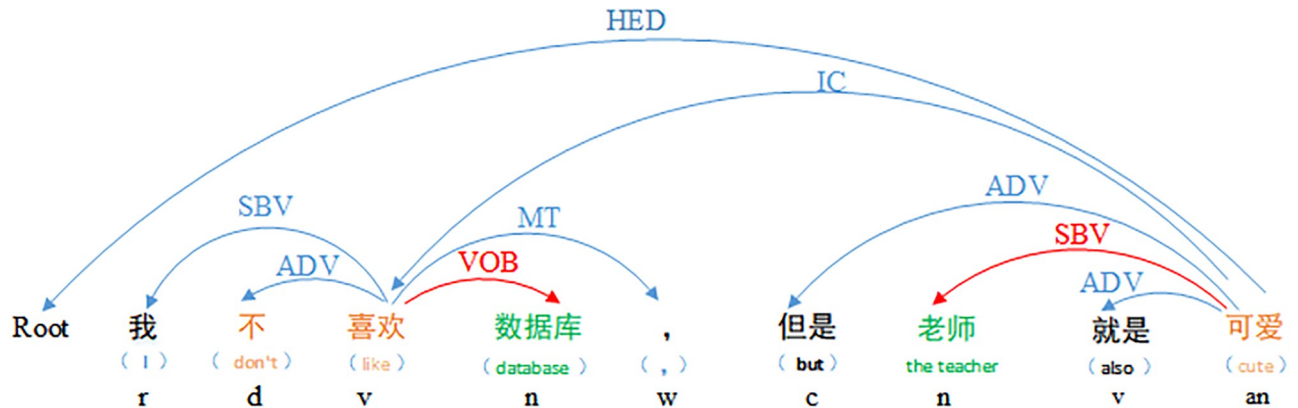 HED
IC
ADV
SBV
MT
SBV
ADV
VOB
ADV
Root 我 不 喜欢 数据库 ， 但是 老师 就是 可爱
（ I ） （ don't ） （ like ） （ database ） （ , ） （ but ） the teacher （ also ） （ cute ）
r d v n w c n v an